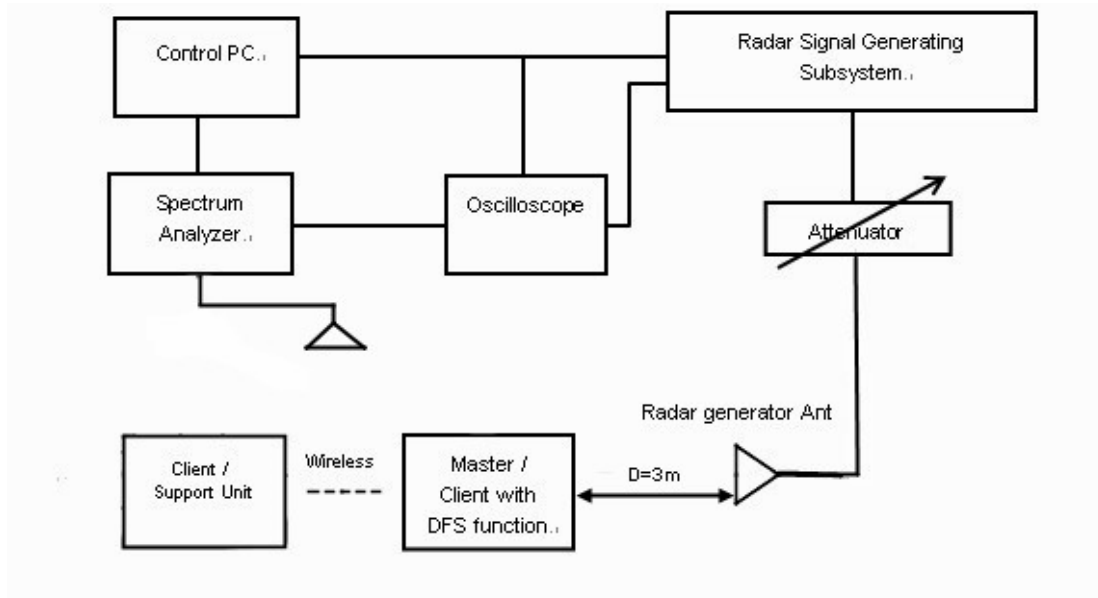 Control PC
Radar Signal Generating
Subsystem
Spectrum
Analyzer
Oscilloscope
Attenuator
Radar generator Ant
Client /
Support Unit
Wireless
Master /
Client with
DFS function
D=3m